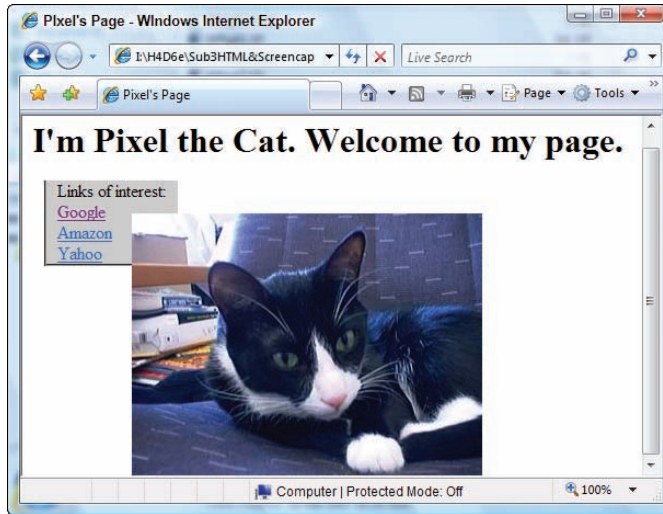 PIxel's Page - WIndows Internet Explorer
I:\H4D6e\Sub3HTML&Screencap
Live Search
Pixel's Page
Page
Tools
I'm Pixel the Cat. Welcome to my page.
Links of interest:
Google
Amazon
Yahoo
Computer | Protected Mode: Off
100%